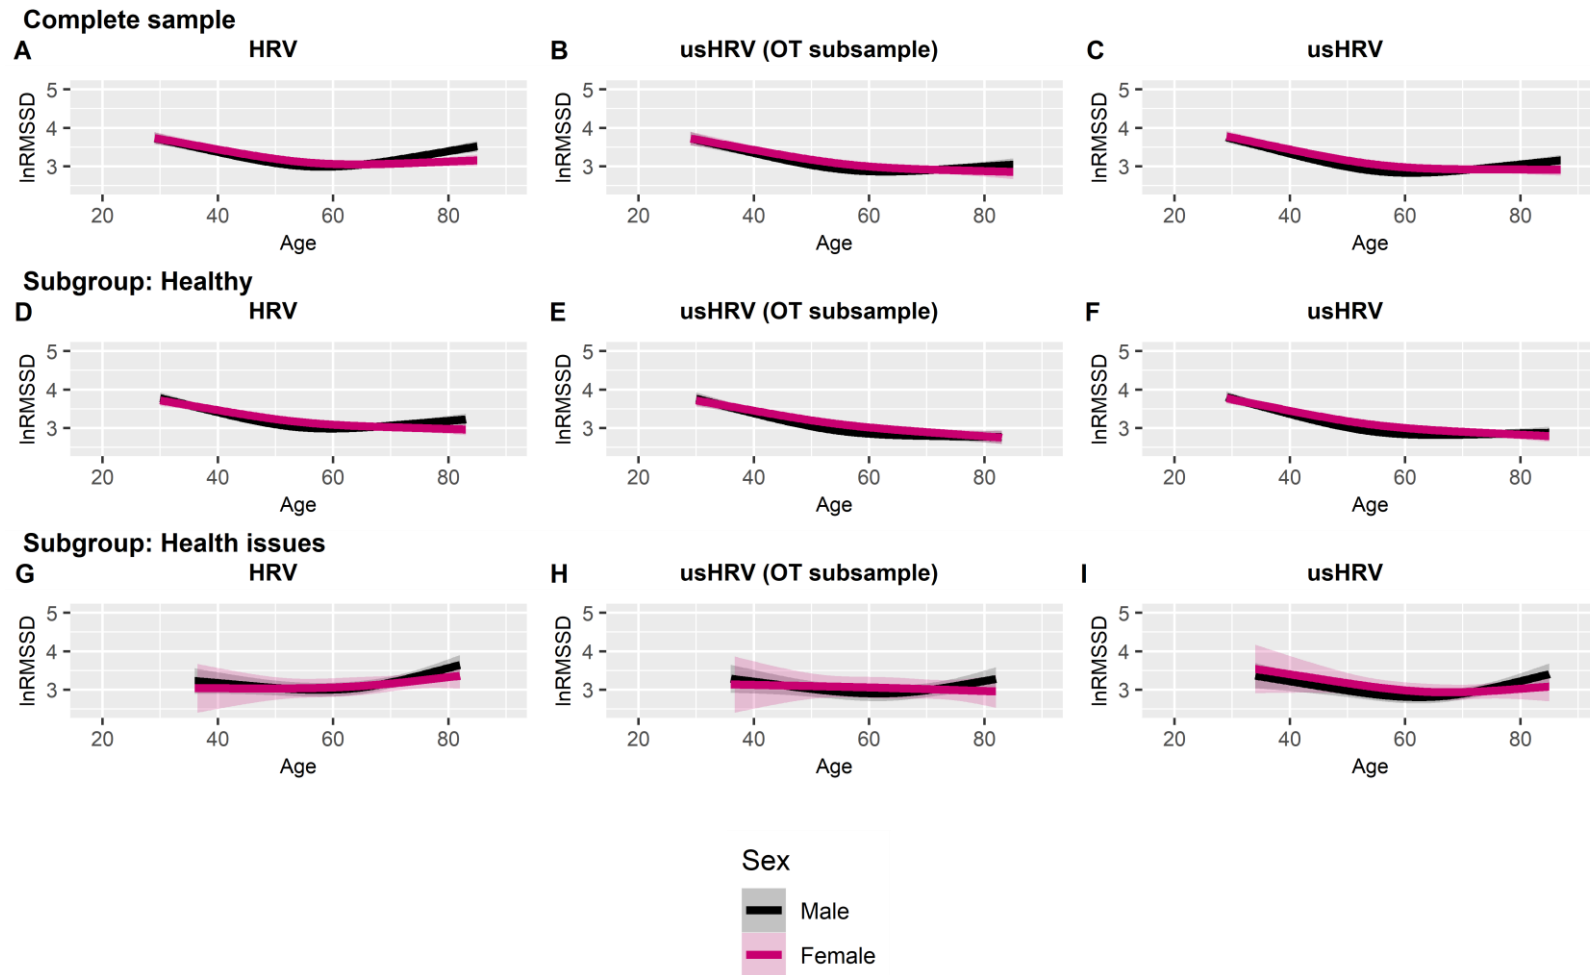 Complete sample
A HRV B usHRV (OT subsample) C usHRV
5 5 5
lnRMSSD 4 lnRMSSD 4 lnRMSSD 4
3 3 3
20 40 60 80 20 40 60 80 20 40 60 80
Age Age Age
Subgroup: Healthy
D HRV E usHRV (OT subsample) F usHRV
5 5 5
lnRMSSD 4 lnRMSSD 4 lnRMSSD 4
3 3 3
20 40 60 80 20 40 60 80 20 40 60 80
Age Age Age
Subgroup: Health issues
G HRV H usHRV (OT subsample) I usHRV
5 5 5
lnRMSSD 4 lnRMSSD 4 lnRMSSD 4
3 3 3
20 40 60 80 20 40 60 80 20 40 60 80
Age Age Age
Sex
Male
Female